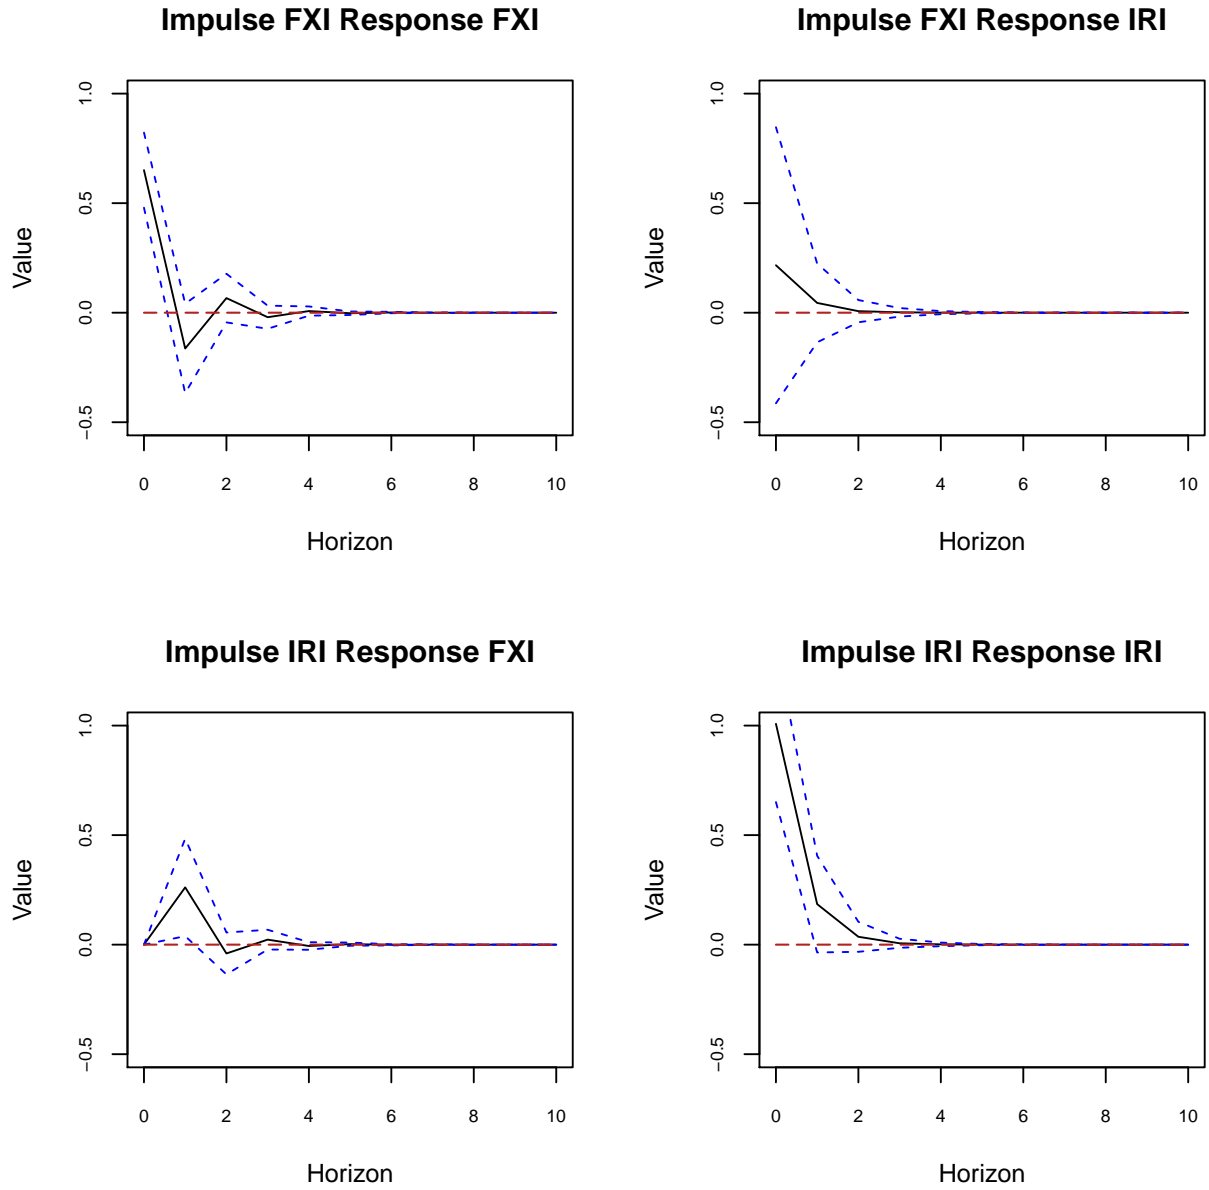 Impulse FXI Response FXI
Value
1.0
0.5
0.0
−0.5
0 2 4 6 8 10
Horizon
Impulse FXI Response IRI
Value
1.0
0.5
0.0
−0.5
0 2 4 6 8 10
Horizon
Impulse IRI Response FXI
Value
1.0
0.5
0.0
−0.5
0 2 4 6 8 10
Horizon
Impulse IRI Response IRI
Value
1.0
0.5
0.0
−0.5
0 2 4 6 8 10
Horizon